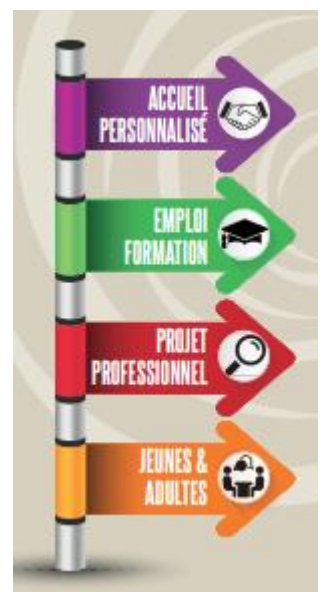 ACCUEIL
PERSONNALISÉ
EMPLOI
FORMATION
PROJET
PROFESSIONNEL
JEUNES &
ADULTES